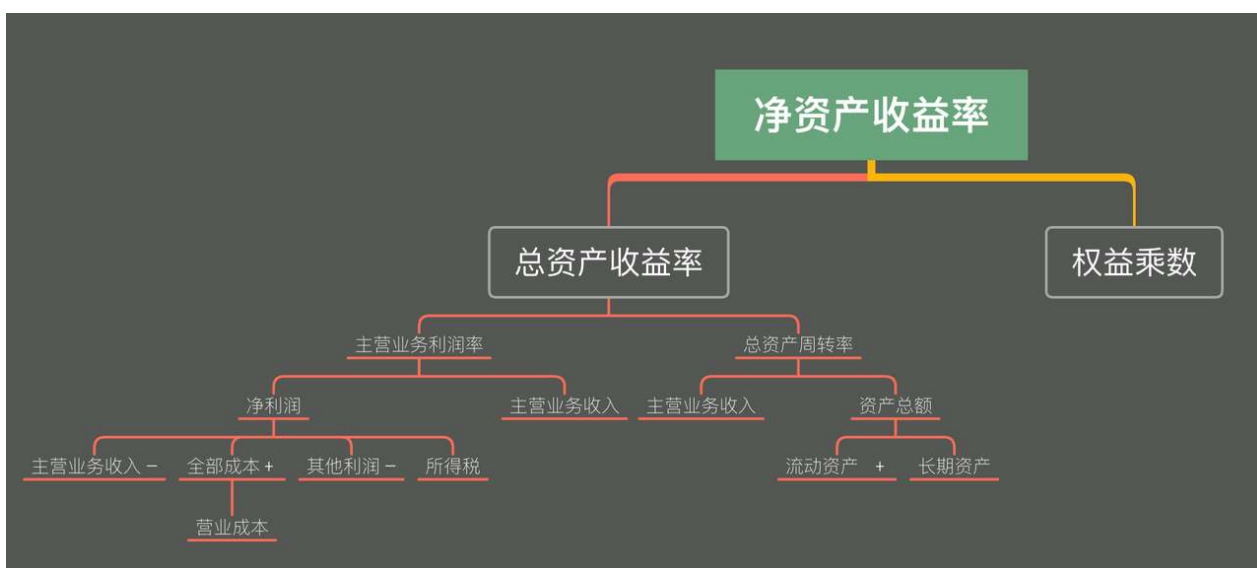 净资产收益率
总资产收益率
权益乘数
主营业务利润率
总资产周转率
净利润
主营业务收入
主营业务收入
资产总额
主营业务收入 –
全部成本 +
其他利润 –
所得税
流动资产 +
长期资产
营业成本